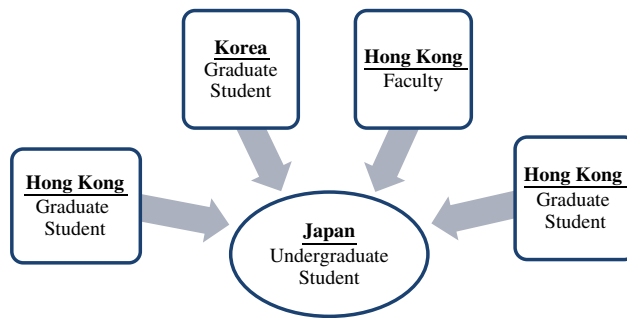 Korea
Graduate
Student
Hong Kong
Faculty
Hong Kong
Graduate
Student
Hong Kong
Graduate
Student
Japan
Undergraduate
Student